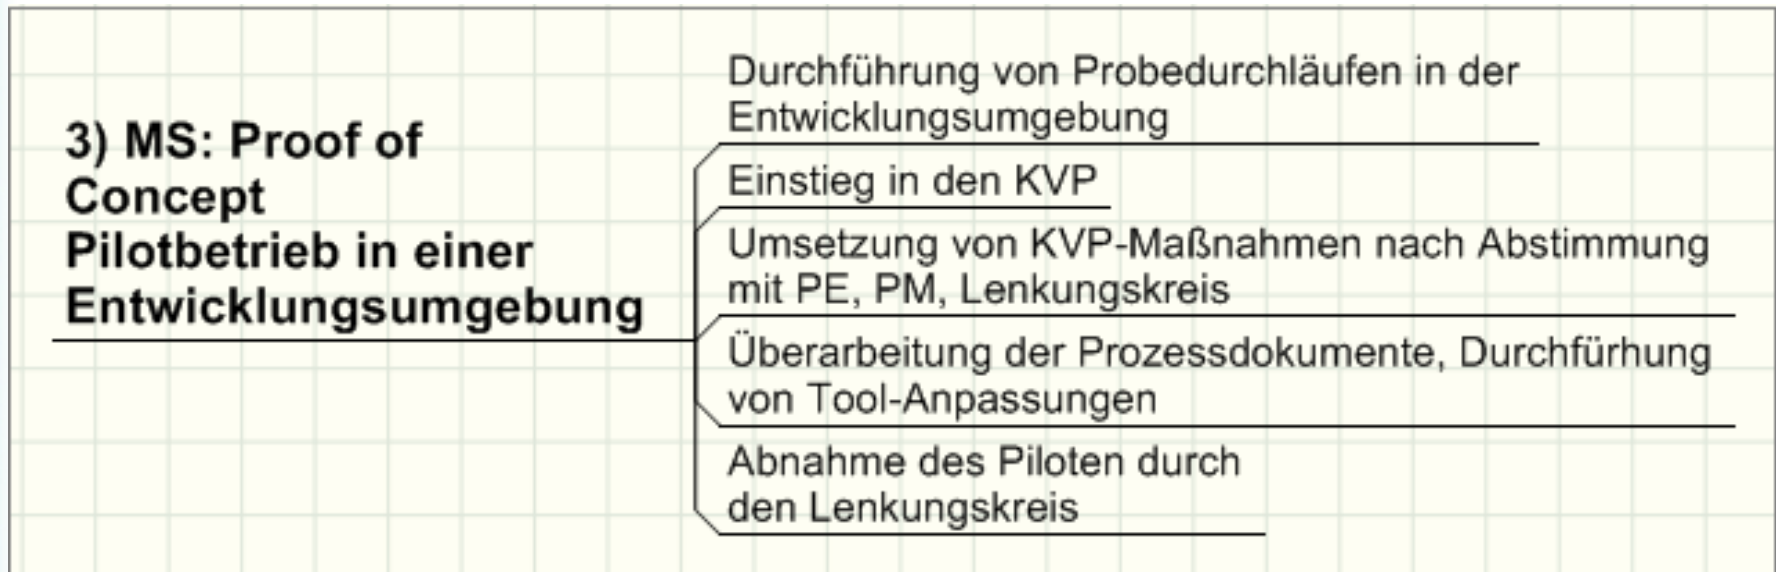 3) MS: Proof of
Concept
Pilotbetrieb in einer
Entwicklungsumgebung
Durchführung von Probedurchläufen in der
Entwicklungsumgebung
Einstieg in den KVP
Umsetzung von KVP-Maßnahmen nach Abstimmung
mit PE, PM, Lenkungskreis
Überarbeitung der Prozessdokumente, Durchfürhung
von Tool-Anpassungen
Abnahme des Piloten durch
den Lenkungskreis